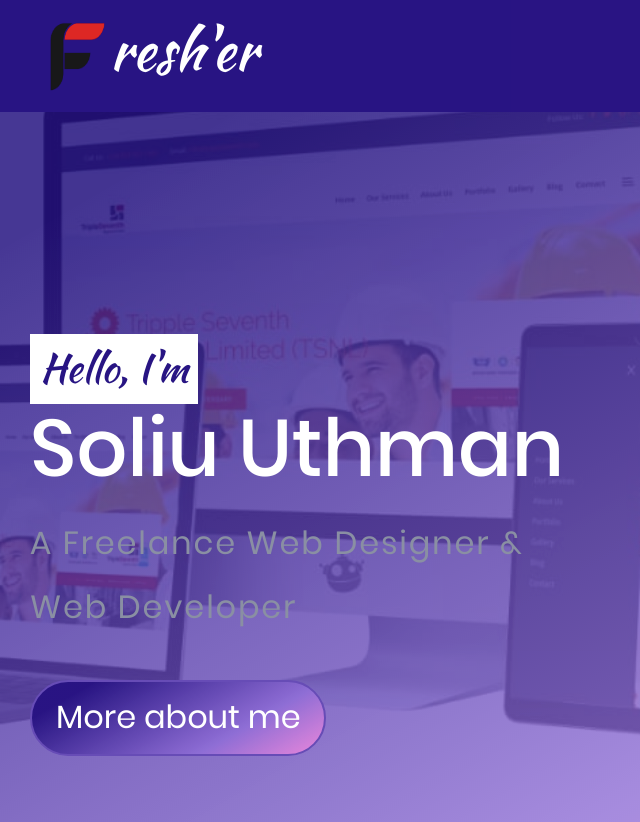 Fresh'er
Home Our Services About Us Portfolio Gallery Blog Contact
Tripple Seventh
Limited (TSNL)
Hello, I'm
Soliu Uthman
A Freelance Web Designer &
Web Developer
More about me